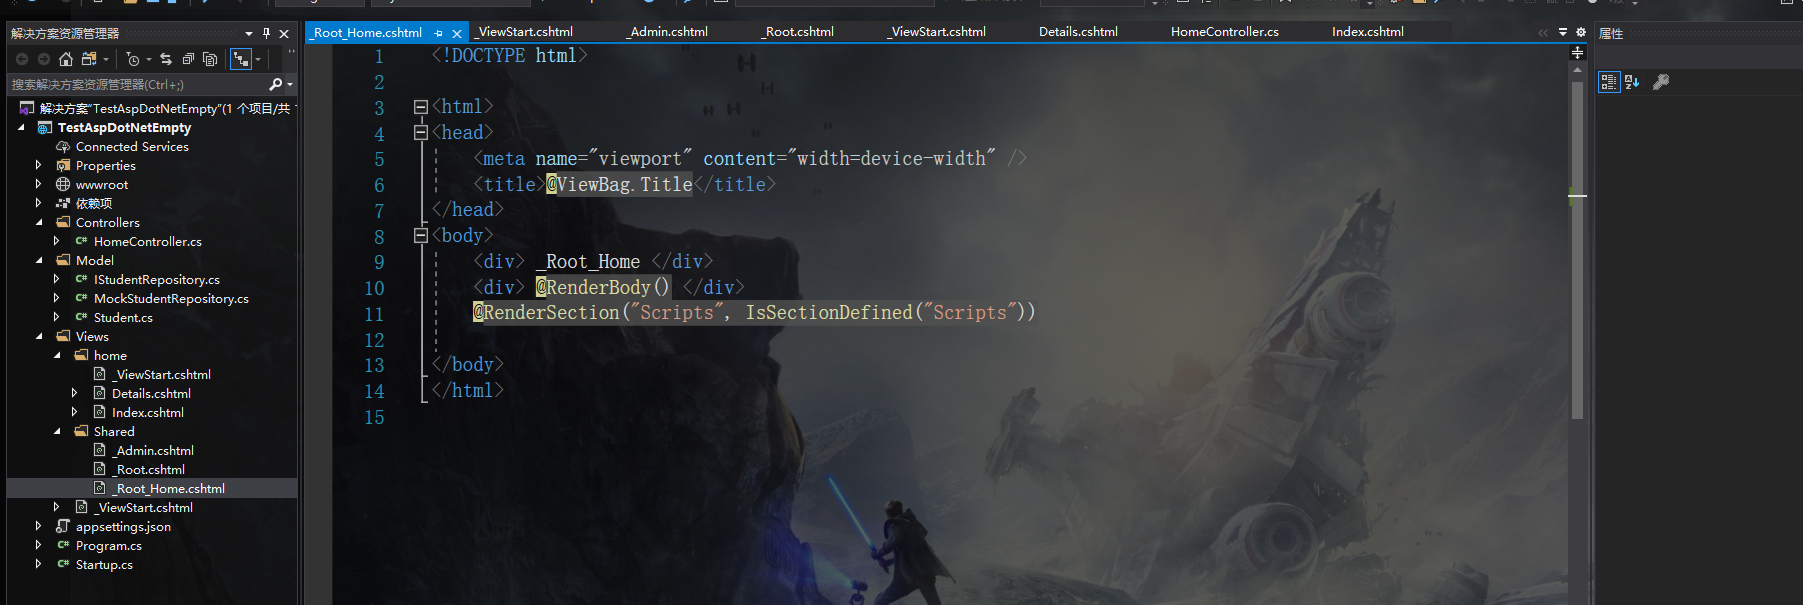 解决方案资源管理器
搜索解决方案资源管理器(Ctrl+;)
解决方案"TestAspDotNetEmpty"(1 个项目/共
TestAspDotNetEmpty
Connected Services
Properties
wwwroot
依赖项
Controllers
C# HomeController.cs
Model
C# IStudentRepository.cs
C# MockStudentRepository.cs
C# Student.cs
Views
home
_ViewStart.cshtml
Details.cshtml
Index.cshtml
Shared
_Admin.cshtml
_Root.cshtml
_Root_Home.cshtml
_ViewStart.cshtml
appsettings.json
C# Program.cs
C# Startup.cs
_Root_Home.cshtml _ViewStart.cshtml _Admin.cshtml _Root.cshtml _ViewStart.cshtml Details.cshtml HomeController.cs Index.cshtml
1 <!DOCTYPE html>
2
3 <html>
4 <head>
5 <meta name="viewport" content="width=device-width" />
6 <title>@ViewBag.Title</title>
7 </head>
8 <body>
9 <div> _Root_Home </div>
10 <div> @RenderBody() </div>
11 @RenderSection("Scripts", IsSectionDefined("Scripts"))
12
13 </body>
14 </html>
15
属性